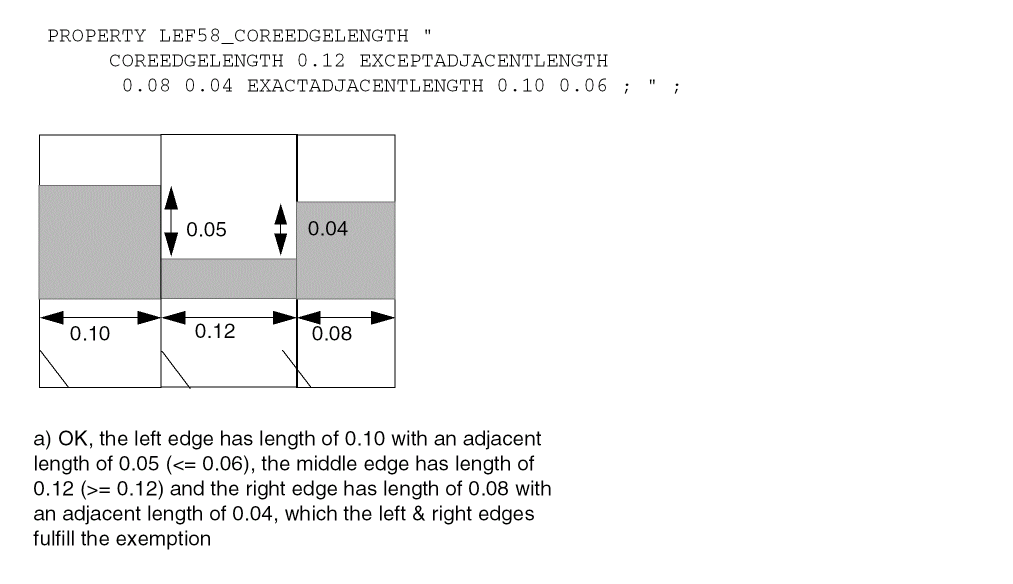 PROPERTY LEF58_COREEDGELENGTH "
COREEDGELENGTH 0.12 EXCEPTADJACENTLENGTH
0.08 0.04 EXACTADJACENTLENGTH 0.10 0.06 ; " ;
0.05
0.04
0.10
0.12
0.08
a) OK, the left edge has length of 0.10 with an adjacent
length of 0.05 (<= 0.06), the middle edge has length of
0.12 (>= 0.12) and the right edge has length of 0.08 with
an adjacent length of 0.04, which the left & right edges
fulfill the exemption